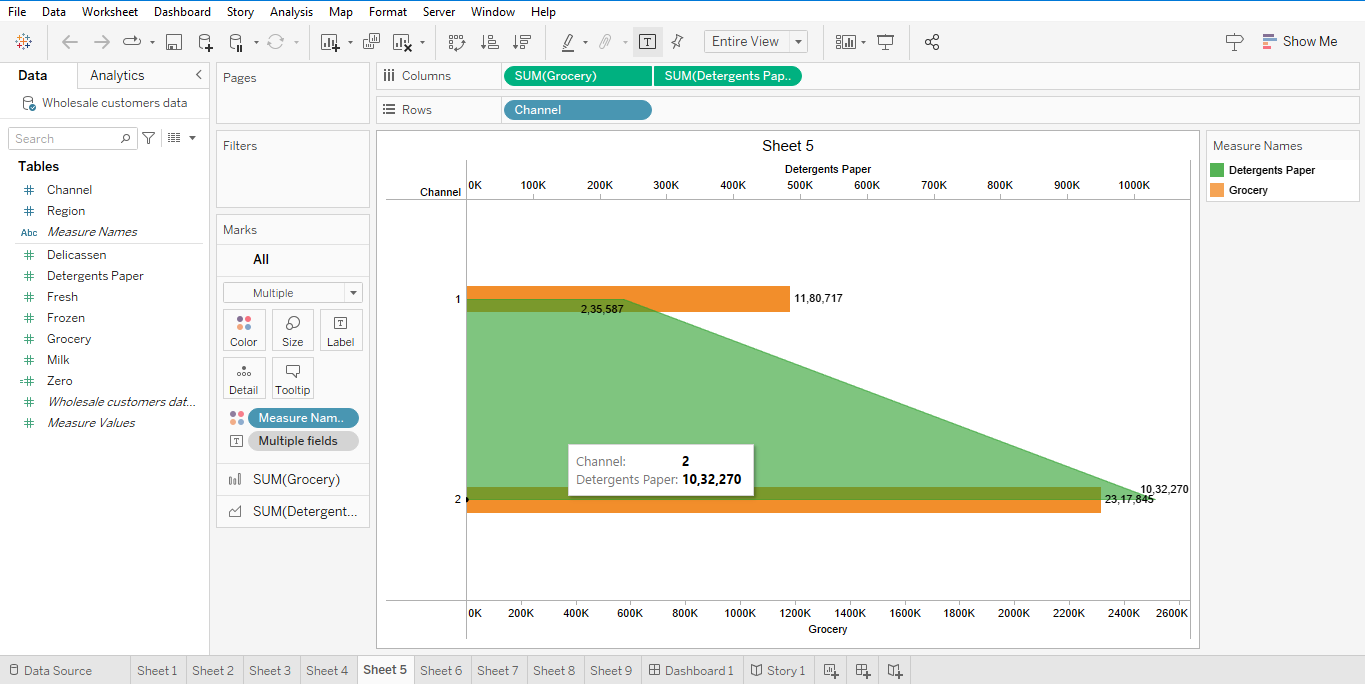 File Data Worksheet Dashboard Story Analysis Map Format Server Window Help
Entire View
Show Me
Data Analytics
Wholesale customers data
Search
Tables
Channel
Region
Abc Measure Names
Delicassen
Detergents Paper
Fresh
Frozen
Grocery
Milk
Zero
Wholesale customers dat...
Measure Values
Pages
Filters
Marks
All
Multiple
Color Size Label
Detail Tooltip
Measure Nam..
Multiple fields
SUM(Grocery)
SUM(Detergent...
Columns SUM(Grocery) SUM(Detergents Pap..
Rows Channel
Sheet 5
Detergents Paper
Channel 0K 100K 200K 300K 400K 500K 600K 700K 800K 900K 1000K
1 11,80,717
2,35,587
Channel: 2
Detergents Paper: 10,32,270
10,32,270
2 23,17,845
0K 200K 400K 600K 800K 1000K 1200K 1400K 1600K 1800K 2000K 2200K 2400K 2600K
Grocery
Measure Names
Detergents Paper
Grocery
Data Source Sheet 1 Sheet 2 Sheet 3 Sheet 4 Sheet 5 Sheet 6 Sheet 7 Sheet 8 Sheet 9 Dashboard 1 Story 1